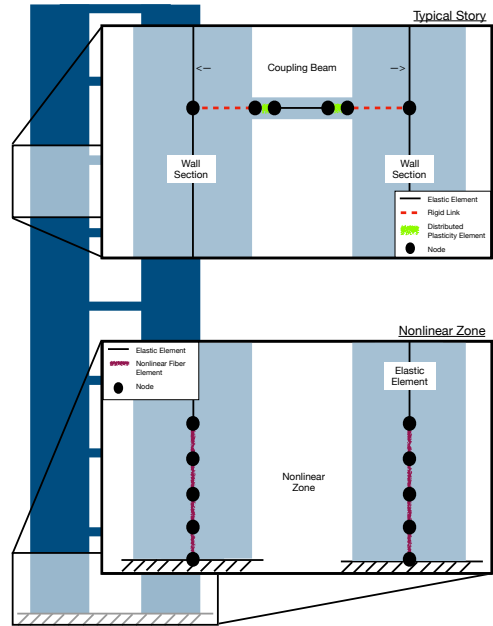 Typical Story
<— Coupling Beam —>
Wall
Section
Wall
Section
Elastic Element
Rigid Link
Distributed
Plasticity Element
Node
Nonlinear Zone
Elastic Element
Nonlinear Fiber
Element
Node
Elastic
Element
Nonlinear
Zone